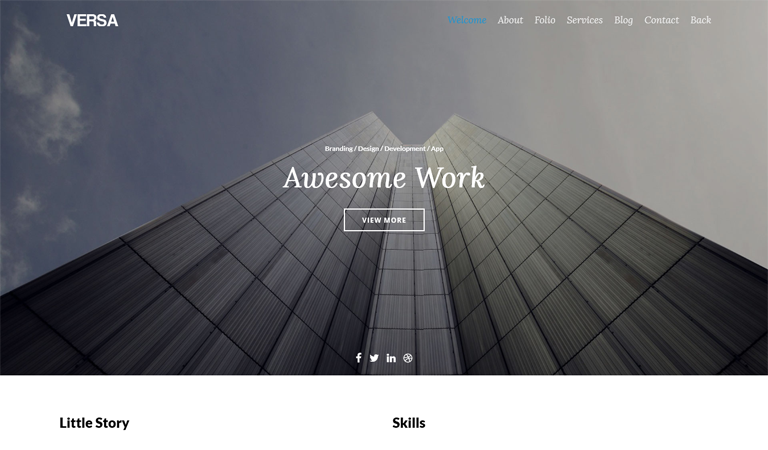 VERSA
Welcome About Folio Services Blog Contact Back
Branding / Design / Development / App
Awesome Work
VIEW MORE
Little Story
Skills